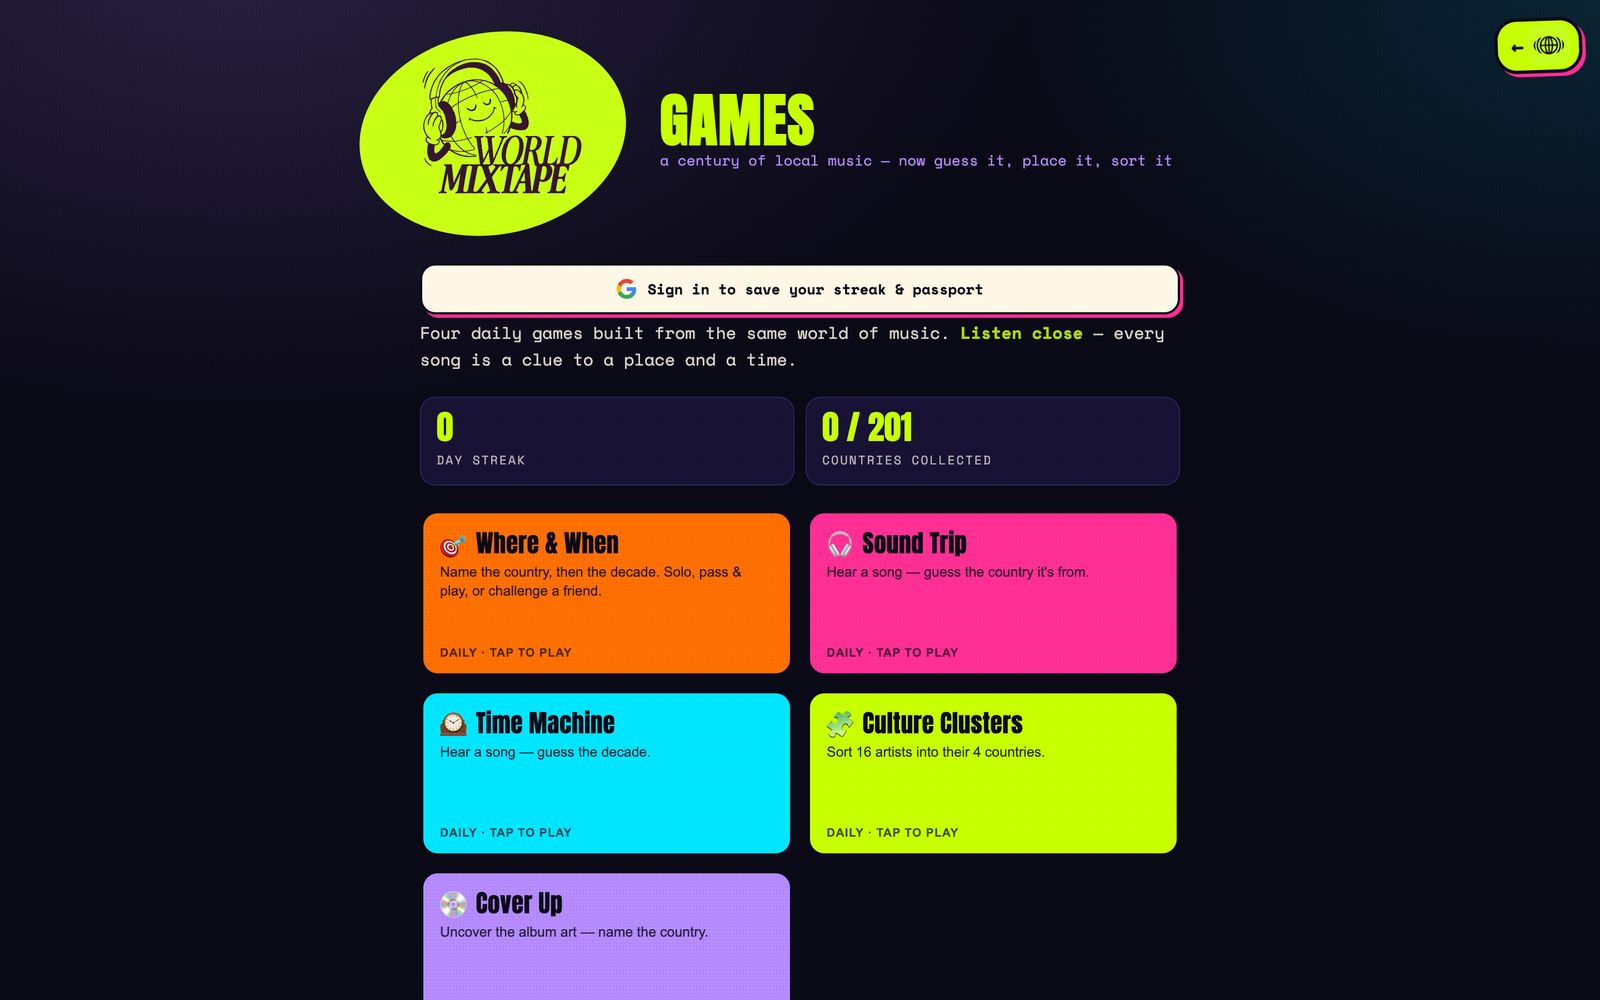 WORLD
MIXTAPE
GAMES
a century of local music — now guess it, place it, sort it
←
Sign in to save your streak & passport
Four daily games built from the same world of music. Listen close — every
song is a clue to a place and a time.
0
DAY STREAK
0 / 201
COUNTRIES COLLECTED
Where & When
Name the country, then the decade. Solo, pass &
play, or challenge a friend.
DAILY · TAP TO PLAY
Sound Trip
Hear a song — guess the country it's from.
DAILY · TAP TO PLAY
Time Machine
Hear a song — guess the decade.
DAILY · TAP TO PLAY
Culture Clusters
Sort 16 artists into their 4 countries.
DAILY · TAP TO PLAY
Cover Up
Uncover the album art — name the country.